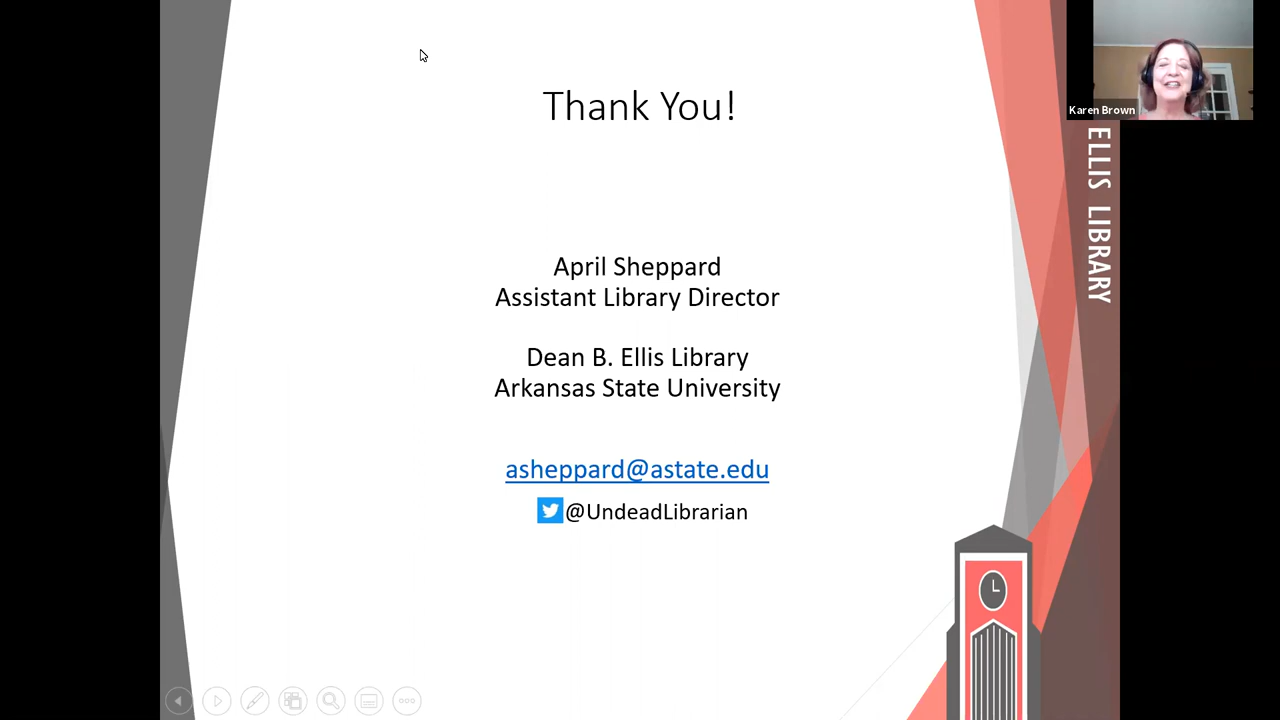 Thank You!
Karen Brown
ELLIS LIBRARY
April Sheppard
Assistant Library Director
Dean B. Ellis Library
Arkansas State University
asheppard@astate.edu
@UndeadLibrarian